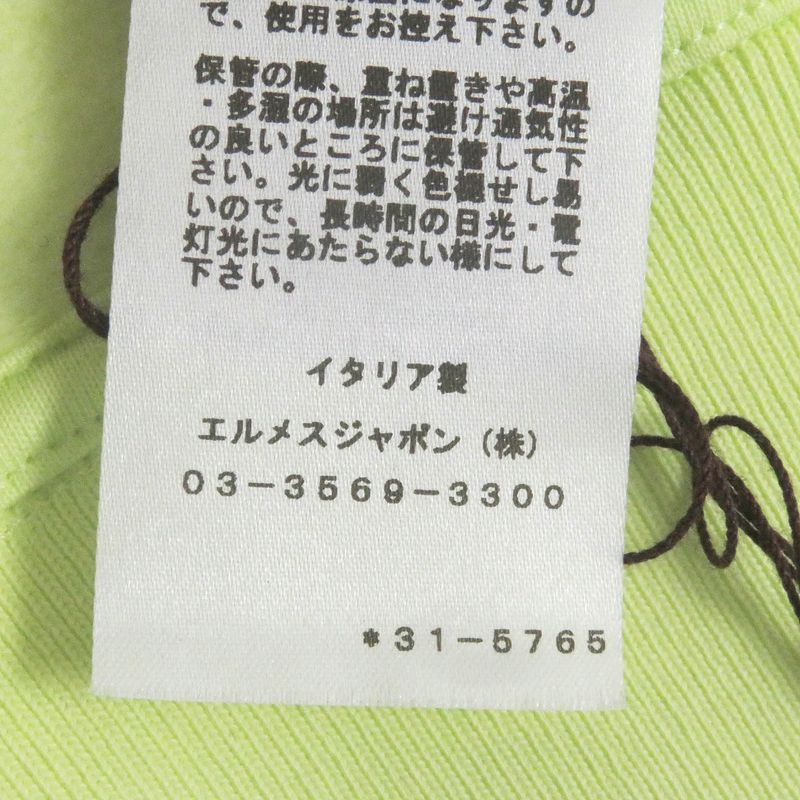 で、使用をお控え下さい。
保管の際、重ね置きや高温
・多湿の場所は避け通気性
の良いところに保管して下
さい。光に弱く色褪せし易
いので、長時間の日光・電
灯光にあたらない様にして
下さい。
イタリア製
エルメスジャポン（株）
03-3569-3300
*31-5765